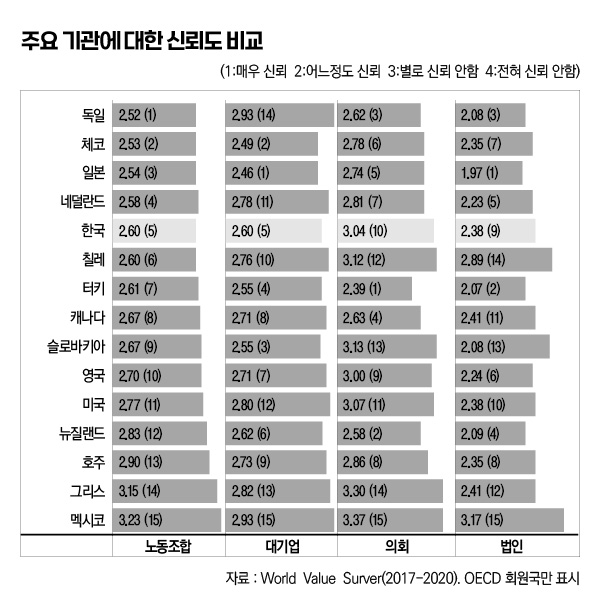 주요 기관에 대한 신뢰도 비교
(1:매우 신뢰 2:어느정도 신뢰 3:별로 신뢰 안함 4:전혀 신뢰 안함)
독일 2.52 (1) 2.93 (14) 2.62 (3) 2.08 (3)
체코 2.53 (2) 2.49 (2) 2.78 (6) 2.35 (7)
일본 2.54 (3) 2.46 (1) 2.74 (5) 1.97 (1)
네덜란드 2.58 (4) 2.78 (11) 2.81 (7) 2.23 (5)
한국 2.60 (5) 2.60 (5) 3.04 (10) 2.38 (9)
칠레 2.60 (6) 2.76 (10) 3.12 (12) 2.89 (14)
터키 2.61 (7) 2.55 (4) 2.39 (1) 2.07 (2)
캐나다 2.67 (8) 2.71 (8) 2.63 (4) 2.41 (11)
슬로바키아 2.67 (9) 2.55 (3) 3.13 (13) 2.08 (13)
영국 2.70 (10) 2.71 (7) 3.00 (9) 2.24 (6)
미국 2.77 (11) 2.80 (12) 3.07 (11) 2.38 (10)
뉴질랜드 2.83 (12) 2.62 (6) 2.58 (2) 2.09 (4)
호주 2.90 (13) 2.73 (9) 2.86 (8) 2.35 (8)
그리스 3.15 (14) 2.82 (13) 3.30 (14) 2.41 (12)
멕시코 3.23 (15) 2.93 (15) 3.37 (15) 3.17 (15)
노동조합 대기업 의회 법인
자료 : World Value Surver(2017-2020). OECD 회원국만 표시